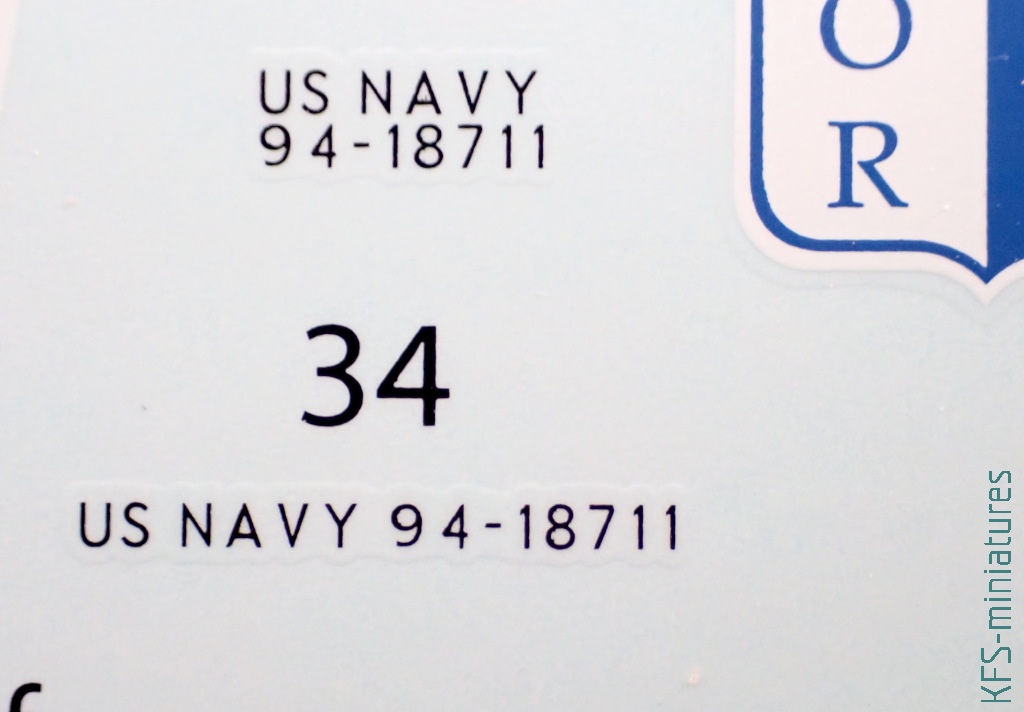 US NAVY
94-18711
O
R
34
US NAVY 94-18711
f
KFS-miniatures